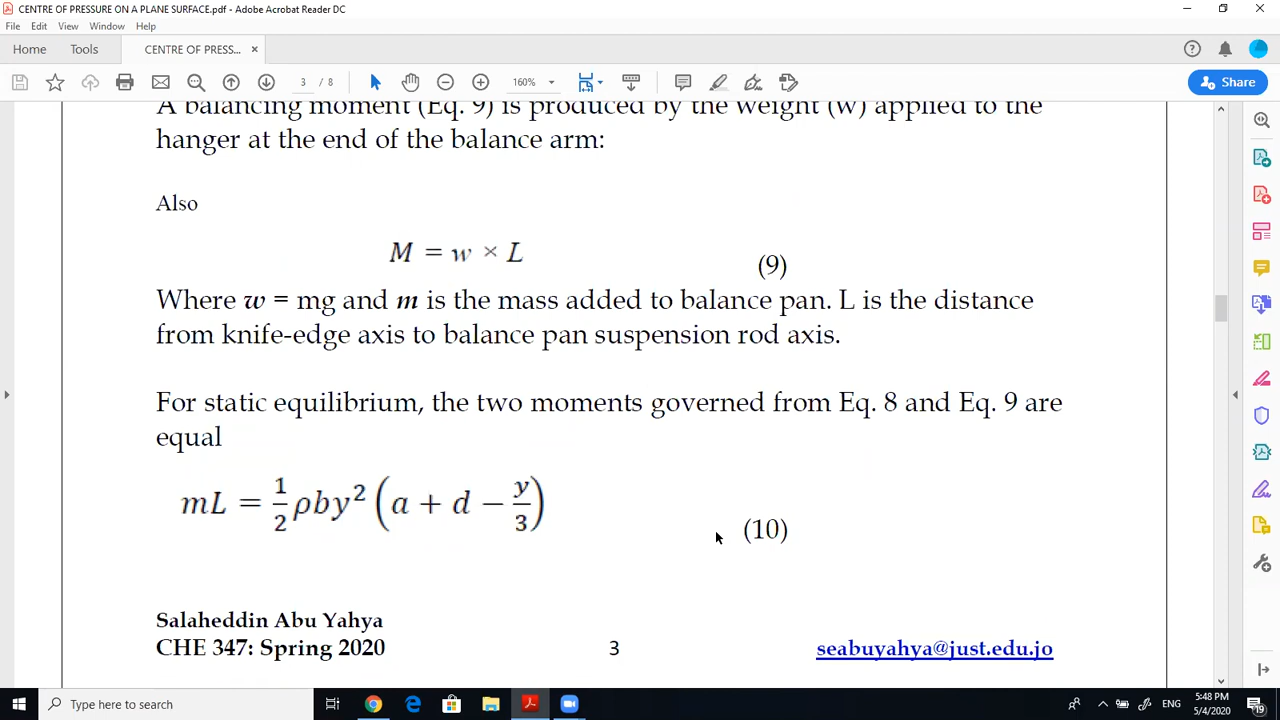 CENTRE OF PRESSURE ON A PLANE SURFACE.pdf - Adobe Acrobat Reader DC
File Edit View Window Help
Home Tools CENTRE OF PRESS... ×
3 / 8 160% Share
A balancing moment (Eq. 9) is produced by the weight (w) applied to the
hanger at the end of the balance arm:
Also
M = w × L (9)
Where w = mg and m is the mass added to balance pan. L is the distance
from knife-edge axis to balance pan suspension rod axis.
For static equilibrium, the two moments governed from Eq. 8 and Eq. 9 are
equal
mL = 1/2 ρby² (a + d − y/3) (10)
Salaheddin Abu Yahya
CHE 347: Spring 2020 3 seabuyahya@just.edu.jo
Type here to search ENG 5:48 PM
5/4/2020 19